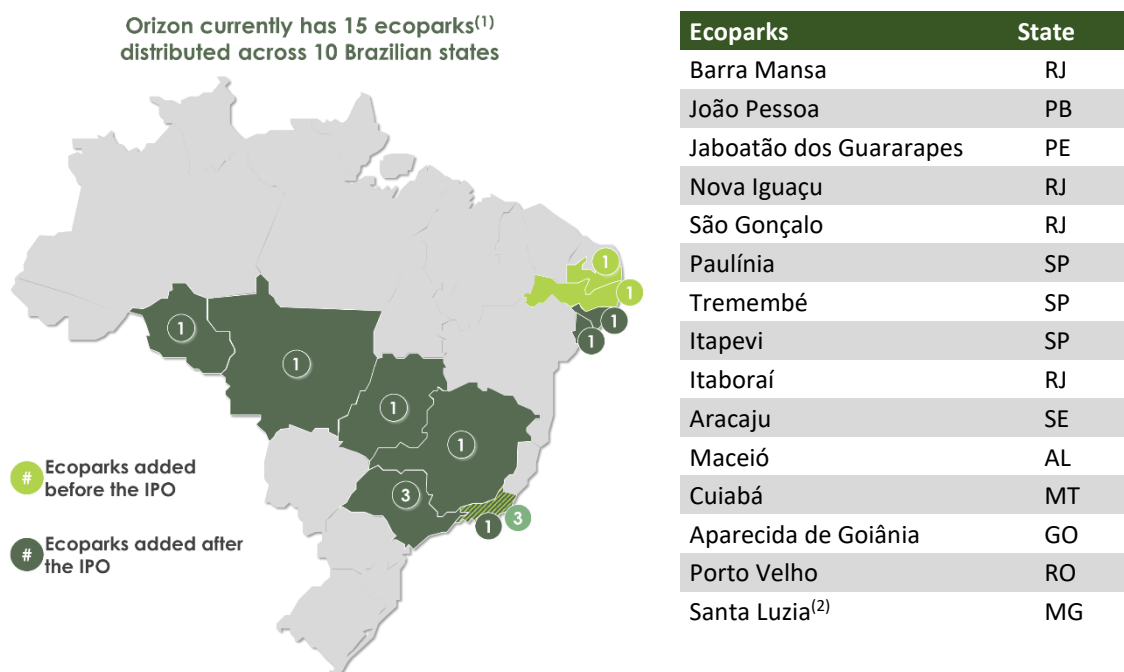 Orizon currently has 15 ecoparks(1)
distributed across 10 Brazilian states
1
1
1
1
1
1
1
1
3
1
3
# Ecoparks added
before the IPO
# Ecoparks added after
the IPO
Ecoparks State
Barra Mansa RJ
João Pessoa PB
Jaboatão dos Guararapes PE
Nova Iguaçu RJ
São Gonçalo RJ
Paulínia SP
Tremembé SP
Itapevi SP
Itaboraí RJ
Aracaju SE
Maceió AL
Cuiabá MT
Aparecida de Goiânia GO
Porto Velho RO
Santa Luzia(2) MG